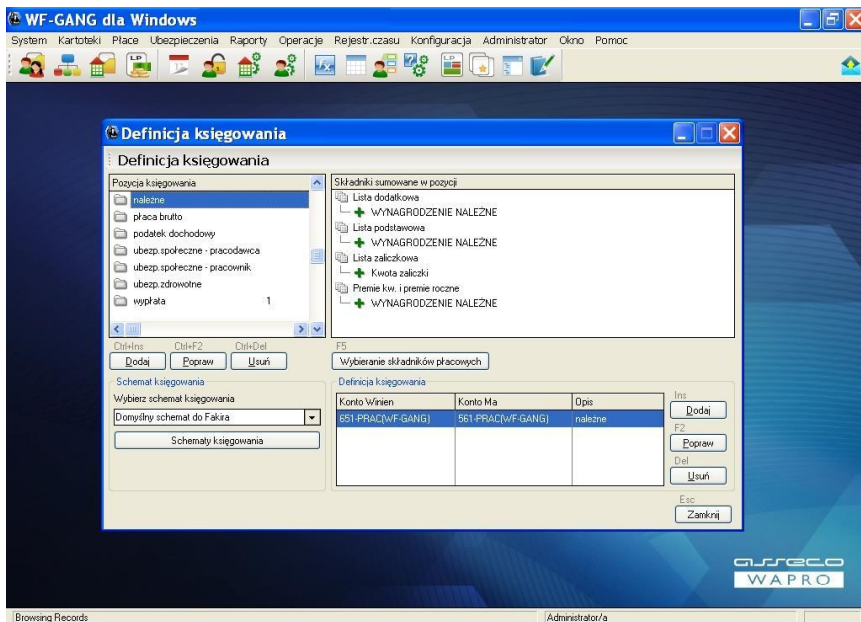 WF-GANG dla Windows
System Kartoteki Płace Ubezpieczenia Raporty Operacje Rejestr.czasu Konfiguracja Administrator Okno Pomoc
Definicja księgowania
Definicja księgowania
Pozycja księgowania
należne
płaca brutto
podatek dochodowy
ubezp.społeczne - pracodawca
ubezp.społeczne - pracownik
ubezp.zdrowotne
wypłata 1
Składniki sumowane w pozycji
Lista dodatkowa
WYNAGRODZENIE NALEŻNE
Lista podstawowa
WYNAGRODZENIE NALEŻNE
Lista zaliczkowa
Kwota zaliczki
Premie kw. i premie roczne
WYNAGRODZENIE NALEŻNE
Ctrl+Ins Ctrl+F2 Ctrl+Del
Dodaj Popraw Usuń
F5
Wybieranie składników płacowych
Schemat księgowania
Wybierz schemat księgowania
Domyślny schemat do Fakira
Schematy księgowania
Definicja księgowania
Konto Winien Konto Ma Opis
651-PRAC(WF-GANG) 561-PRAC(WF-GANG) należne
Ins
Dodaj
F2
Popraw
Del
Usuń
Esc
Zamknij
asseco
WAPRO
Browsing Records Administrator/a